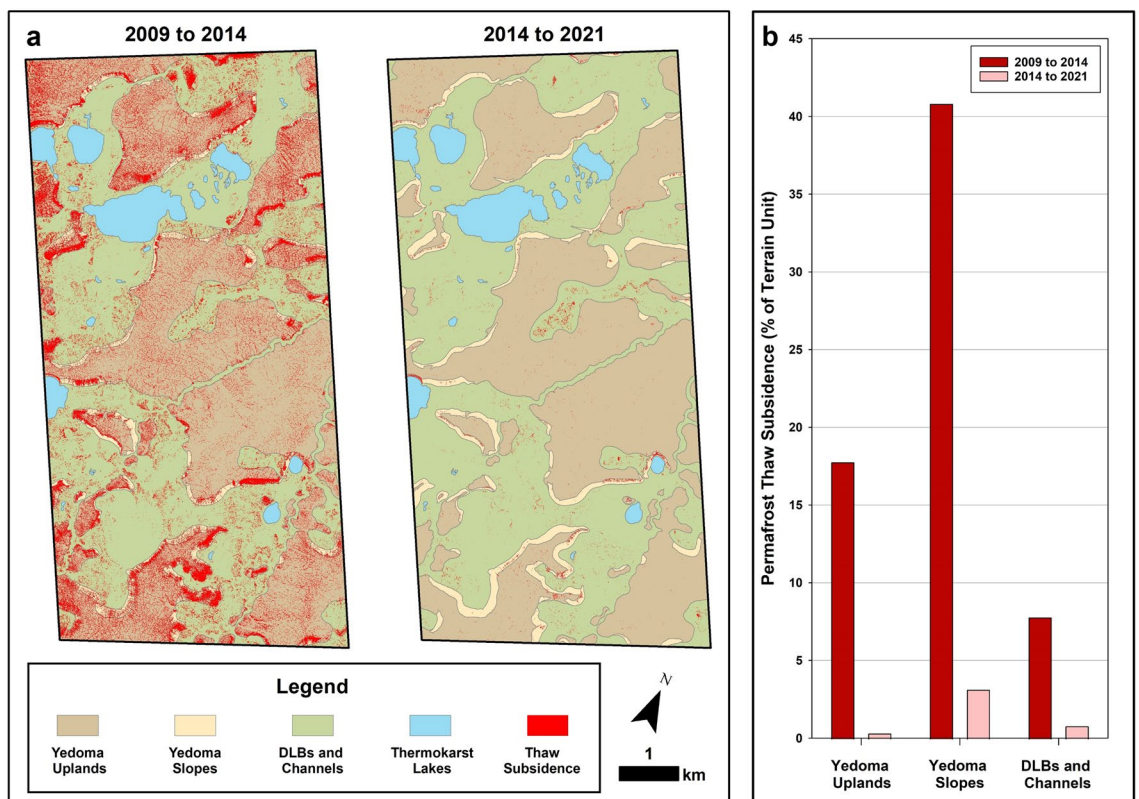 a
2009 to 2014
2014 to 2021
Legend
Yedoma
Uplands
Yedoma
Slopes
DLBs and
Channels
Thermokarst
Lakes
Thaw
Subsidence
N
1
km
b
2009 to 2014
2014 to 2021
Permafrost Thaw Subsidence (% of Terrain Unit)
45
40
35
30
25
20
15
10
5
0
Yedoma
Uplands
Yedoma
Slopes
DLBs and
Channels